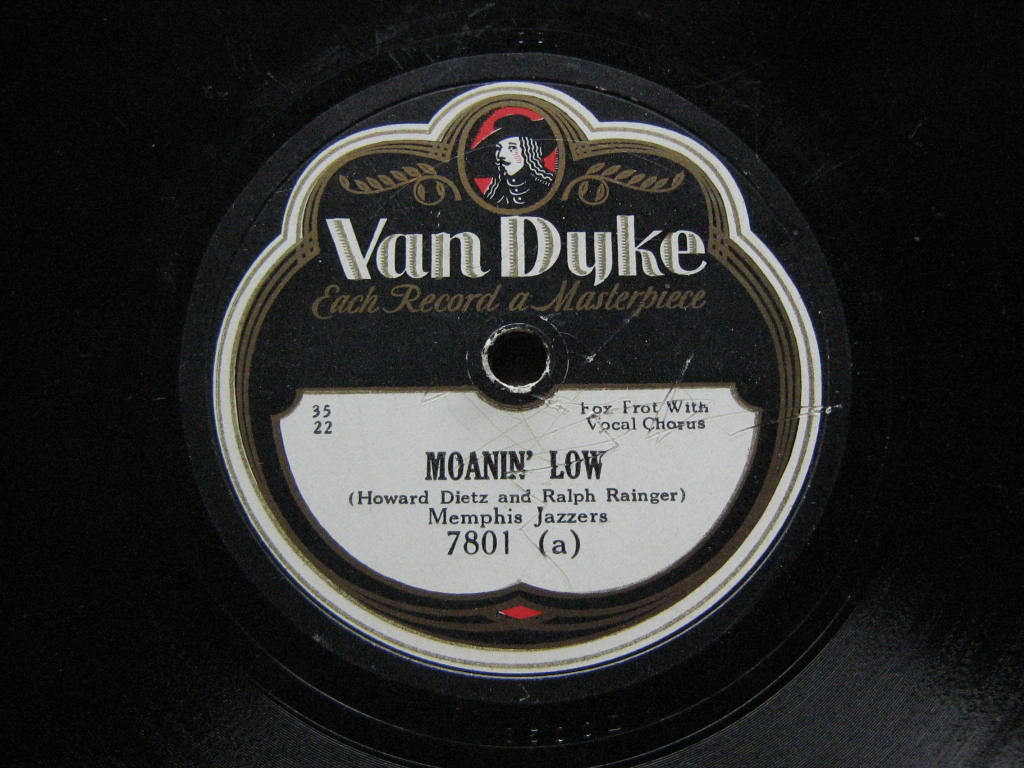 Van Dyke
Each Record a Masterpiece
35
22
Fox Trot With
Vocal Chorus
MOANIN' LOW
(Howard Dietz and Ralph Rainger)
Memphis Jazzers
7801 (a)